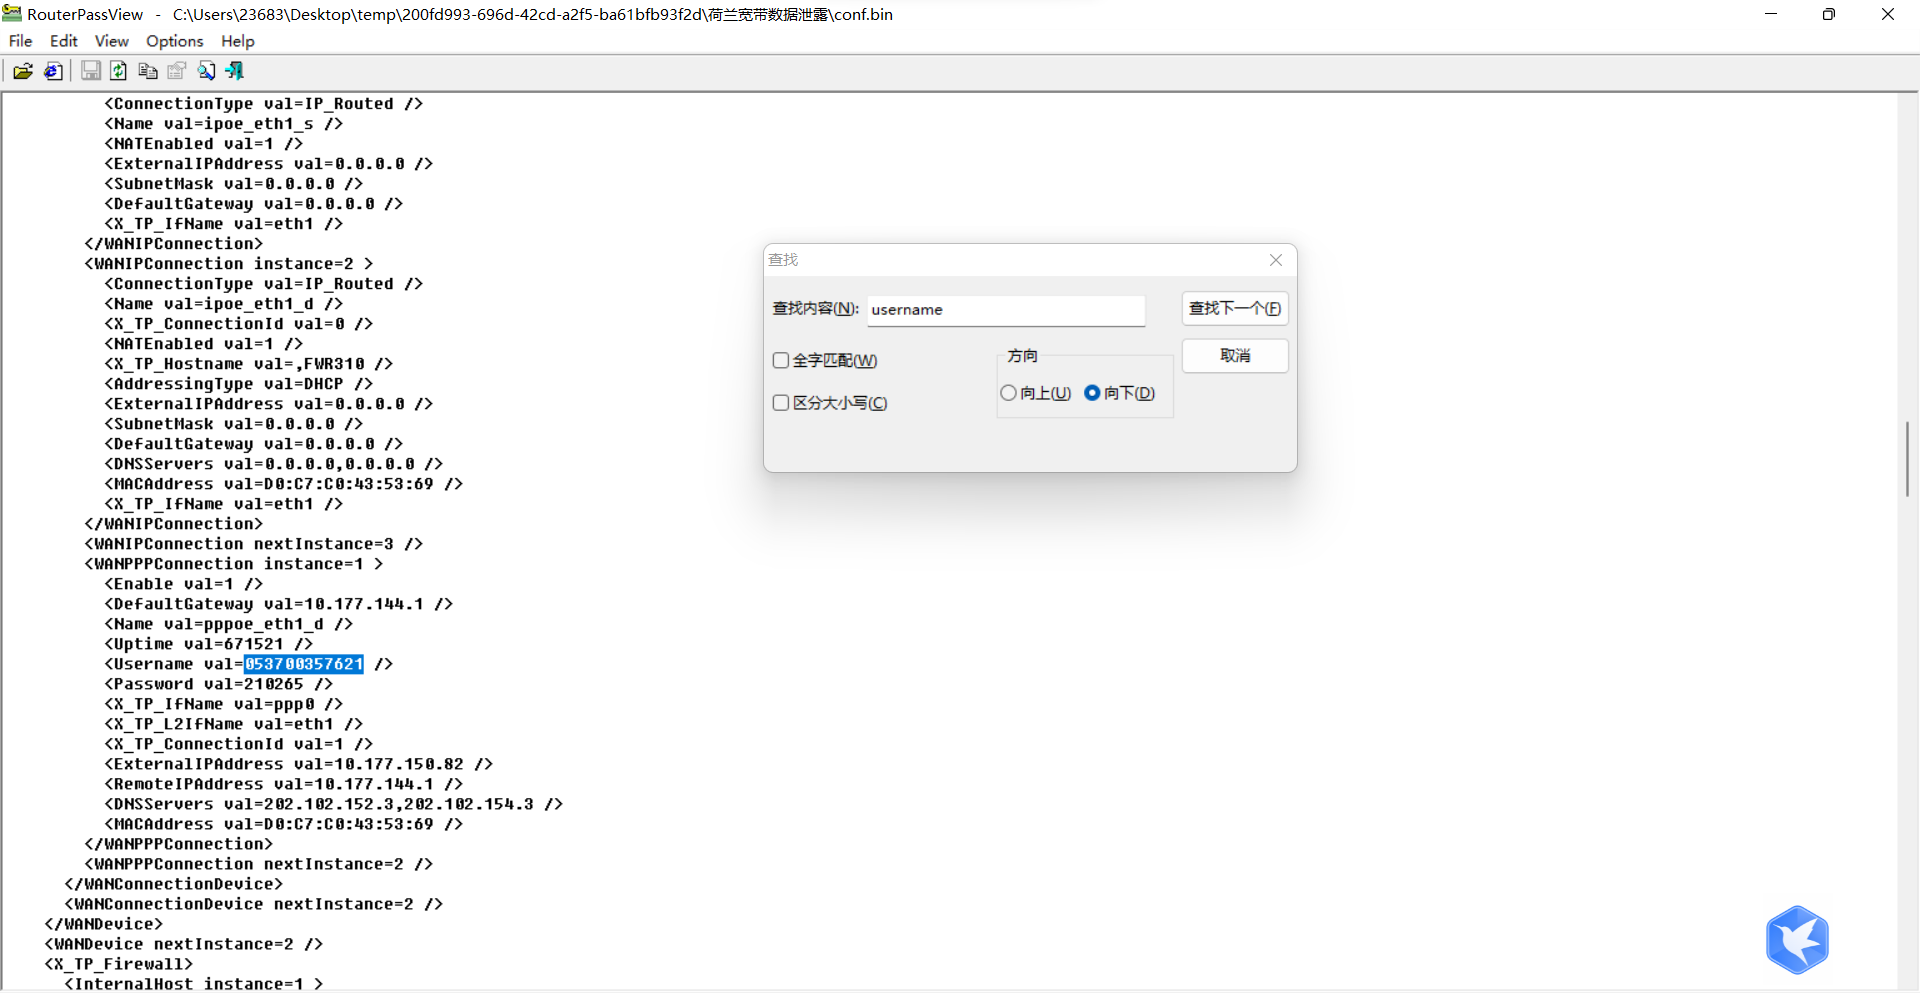 RouterPassView  -  C:\Users\23683\Desktop\temp\200fd993-696d-42cd-a2f5-ba61bfb93f2d\荷兰宽带数据泄露\conf.bin
File Edit View Options Help
<ConnectionType val=IP_Routed />
<Name val=ipoe_eth1_s />
<NATEnabled val=1 />
<ExternalIPAddress val=0.0.0.0 />
<SubnetMask val=0.0.0.0 />
<DefaultGateway val=0.0.0.0 />
<X_TP_IfName val=eth1 />
</WANIPConnection>
<WANIPConnection instance=2 >
<ConnectionType val=IP_Routed />
<Name val=ipoe_eth1_d />
<X_TP_ConnectionId val=0 />
<NATEnabled val=1 />
<X_TP_Hostname val=,FWR310 />
<AddressingType val=DHCP />
<ExternalIPAddress val=0.0.0.0 />
<SubnetMask val=0.0.0.0 />
<DefaultGateway val=0.0.0.0 />
<DNSServers val=0.0.0.0,0.0.0.0 />
<MACAddress val=D0:C7:C0:43:53:69 />
<X_TP_IfName val=eth1 />
</WANIPConnection>
<WANIPConnection nextInstance=3 />
<WANPPPConnection instance=1 >
<Enable val=1 />
<DefaultGateway val=10.177.144.1 />
<Name val=pppoe_eth1_d />
<Uptime val=671521 />
<Username val=053700357621 />
<Password val=210265 />
<X_TP_IfName val=ppp0 />
<X_TP_L2IfName val=eth1 />
<X_TP_ConnectionId val=1 />
<ExternalIPAddress val=10.177.150.82 />
<RemoteIPAddress val=10.177.144.1 />
<DNSServers val=202.102.152.3,202.102.154.3 />
<MACAddress val=D0:C7:C0:43:53:69 />
</WANPPPConnection>
<WANPPPConnection nextInstance=2 />
</WANConnectionDevice>
<WANConnectionDevice nextInstance=2 />
</WANDevice>
<WANDevice nextInstance=2 />
<X_TP_Firewall>
<InternalHost instance=1 >
查找
查找内容(N): username 查找下一个(F)
取消
全字匹配(W)
区分大小写(C)
方向
向上(U) 向下(D)